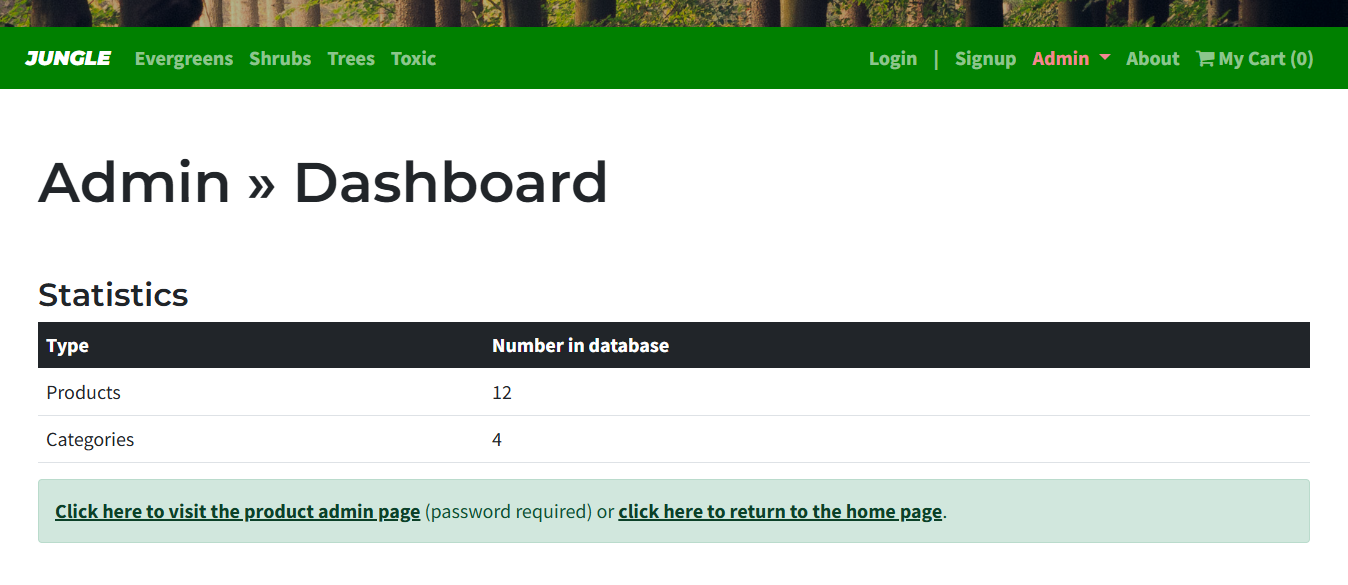 JUNGLE Evergreens Shrubs Trees Toxic Login | Signup Admin About My Cart (0)
Admin » Dashboard
Statistics
Type Number in database
Products 12
Categories 4
Click here to visit the product admin page (password required) or click here to return to the home page.